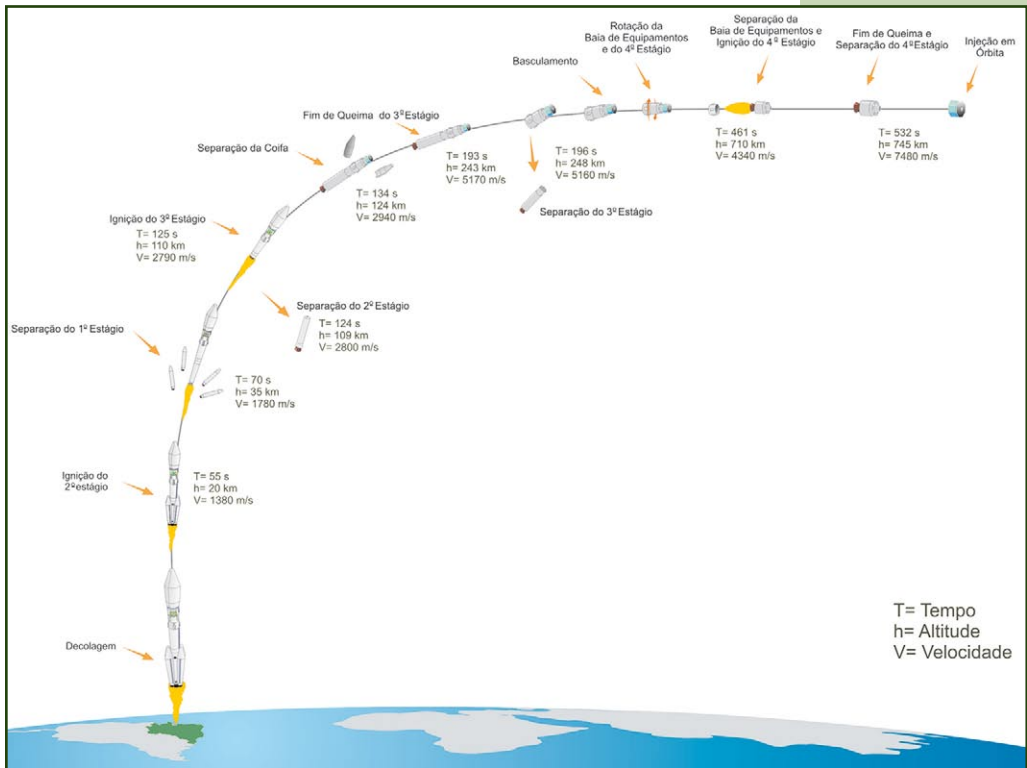 Rotação da
Baia de Equipamentos
e do 4º Estágio
Separação da
Baia de Equipamentos e
Ignição do 4º Estágio
Fim de Queima e
Separação do 4º Estágio
Injeção em
Órbita
Basculamento
Fim de Queima do 3º Estágio
Separação da Coifa
T= 461 s
h= 710 km
V= 4340 m/s
T= 532 s
h= 745 km
V= 7480 m/s
T= 193 s
h= 243 km
V= 5170 m/s
T= 196 s
h= 248 km
V= 5160 m/s
T= 134 s
h= 124 km
V= 2940 m/s
Separação do 3º Estágio
Ignição do 3º Estágio
T= 125 s
h= 110 km
V= 2790 m/s
Separação do 2º Estágio
T= 124 s
h= 109 km
V= 2800 m/s
Separação do 1º Estágio
T= 70 s
h= 35 km
V= 1780 m/s
Ignição do
2º estágio
T= 55 s
h= 20 km
V= 1380 m/s
Decolagem
T= Tempo
h= Altitude
V= Velocidade